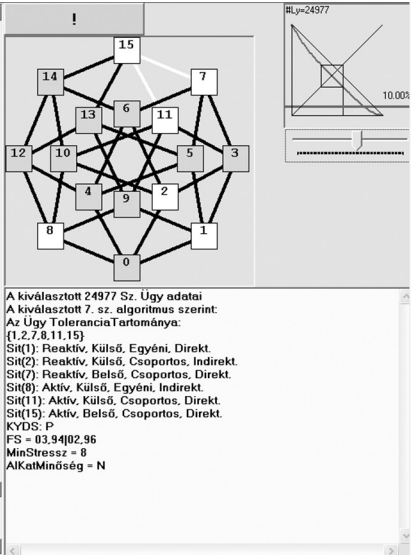 !
#Ly=24977
10.00%
15
14
7
13
6
11
12
10
5
3
4
9
2
8
1
0
A kiválasztott 24977 Sz. Ügy adatai
A kiválasztott 7. sz. algoritmus szerint:
Az Ügy ToleranciaTartománya:
{1,2,7,8,11,15}
Sit(1): Reaktív, Külső, Egyéni, Direkt.
Sit(2): Reaktív, Külső, Csoportos, Indirekt.
Sit(7): Reaktív, Belső, Csoportos, Direkt.
Sit(8): Aktív, Külső, Egyéni, Indirekt.
Sit(11): Aktív, Külső, Csoportos, Direkt.
Sit(15): Aktív, Belső, Csoportos, Direkt.
KYDS: P
FS = 03,94|02,96
MinStressz = 8
AlKatMinőség = N